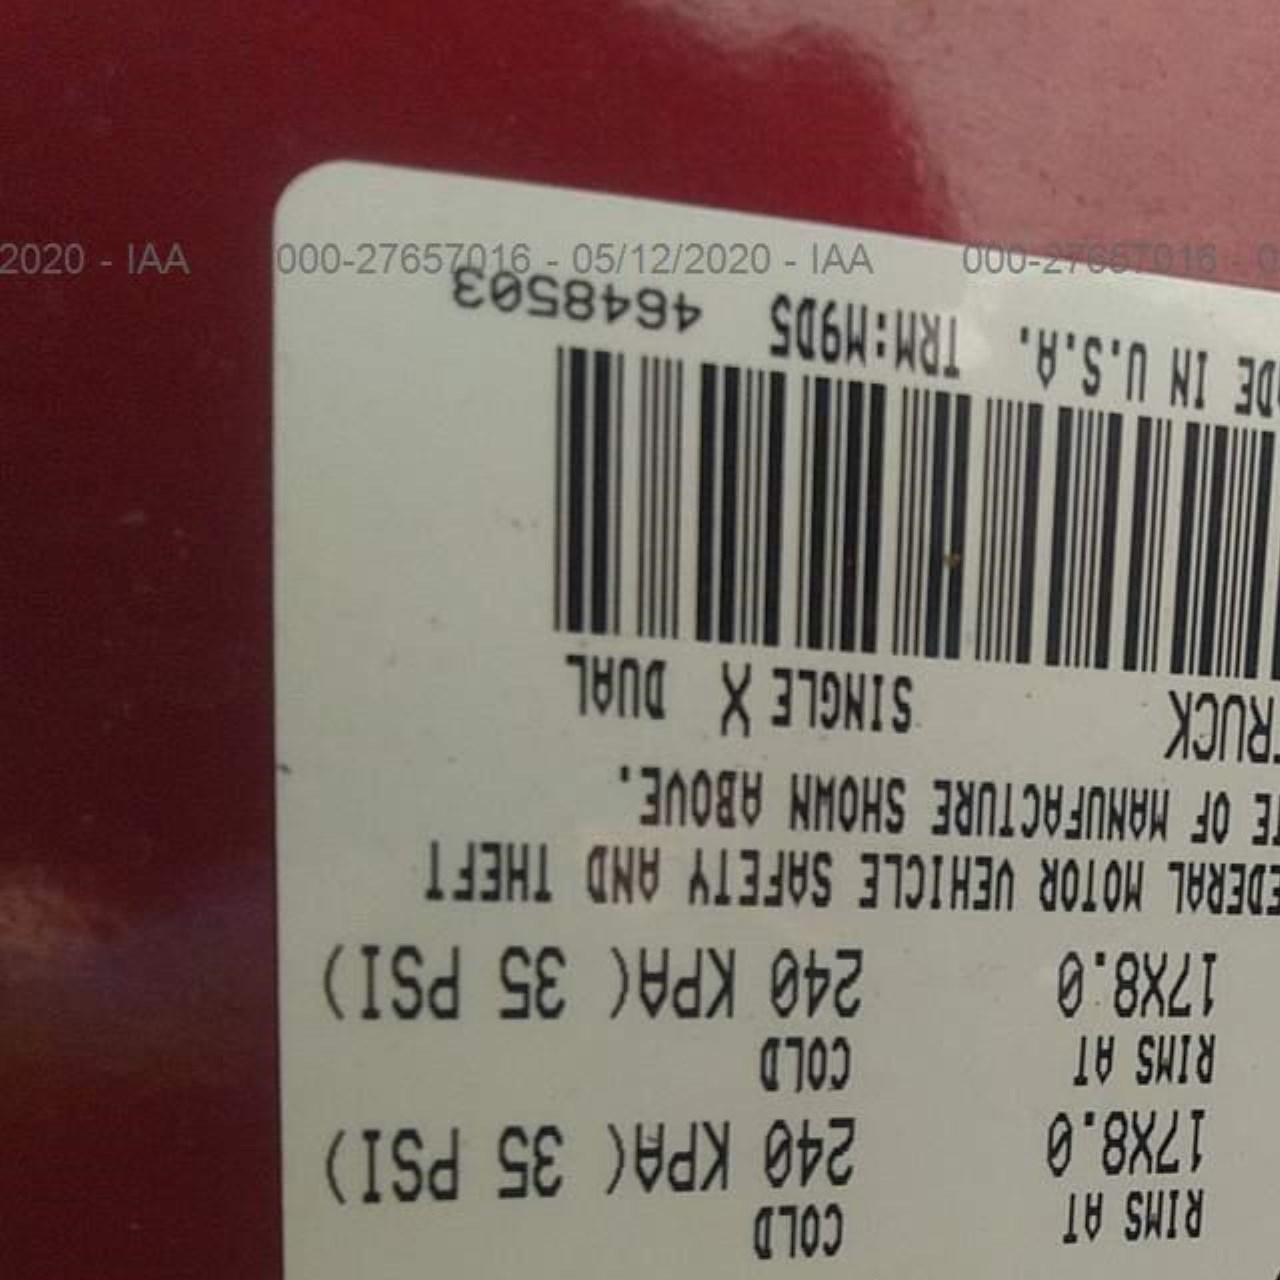 2020 - IAA 000-27657016 - 05/12/2020 - IAA 000-27657016 - 0
COLD
RIMS AT
17X8.0 240 KPA( 35 PSI)
COLD
RIMS AT
17X8.0 240 KPA( 35 PSI)
EDERAL MOTOR VEHICLE SAFETY AND THEFT
TE OF MANUFACTURE SHOWN ABOVE.
TRUCK SINGLE X DUAL
DE IN U.S.A. TRM:M9D5 4648503